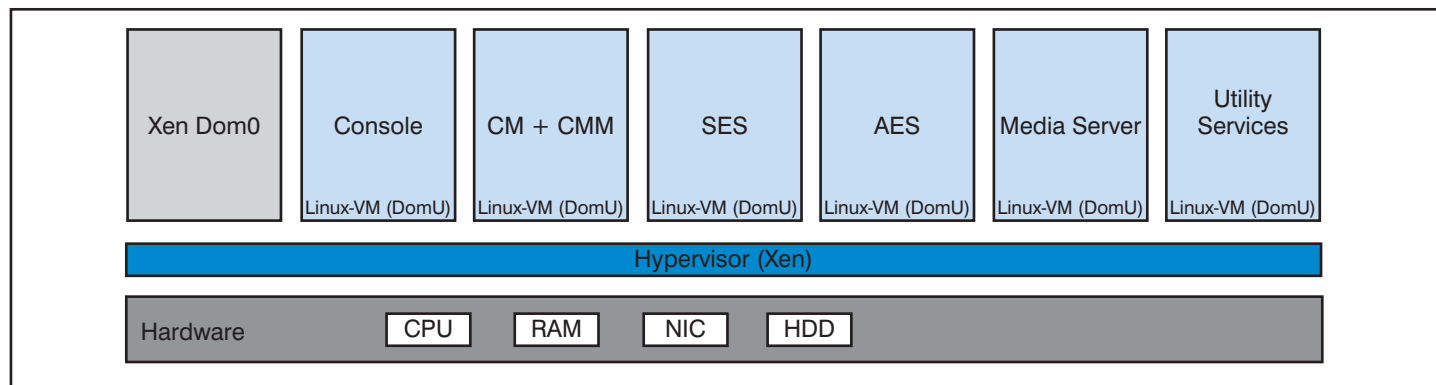 Xen Dom0
Console
Linux-VM (DomU)
CM + CMM
Linux-VM (DomU)
SES
Linux-VM (DomU)
AES
Linux-VM (DomU)
Media Server
Linux-VM (DomU)
Utility
Services
Linux-VM (DomU)
Hypervisor (Xen)
Hardware
CPU
RAM
NIC
HDD